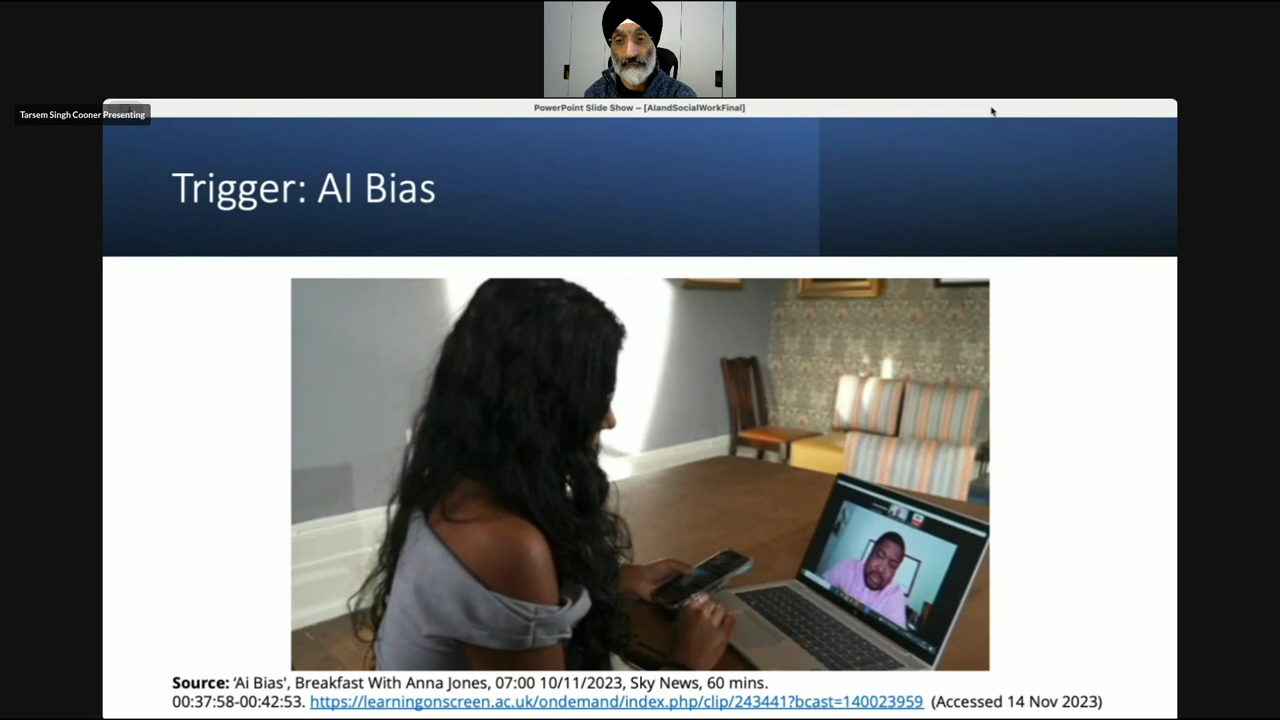 PowerPoint Slide Show – [AIandSocialWorkFinal]
Tarsem Singh Cooner Presenting
Trigger: AI Bias
Source: ‘Ai Bias', Breakfast With Anna Jones, 07:00 10/11/2023, Sky News, 60 mins.
00:37:58-00:42:53. https://learningonscreen.ac.uk/ondemand/index.php/clip/243441?bcast=140023959 (Accessed 14 Nov 2023)